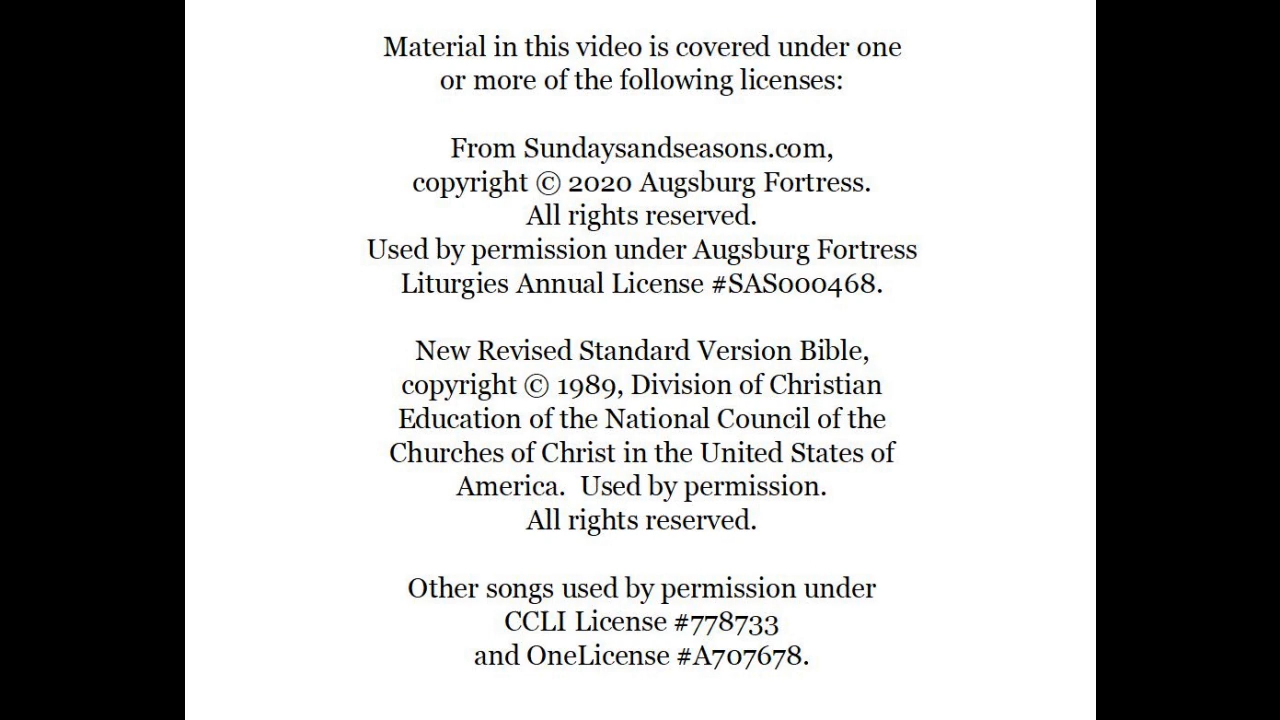 Material in this video is covered under one
or more of the following licenses:
From Sundaysandseasons.com,
copyright © 2020 Augsburg Fortress.
All rights reserved.
Used by permission under Augsburg Fortress
Liturgies Annual License #SAS000468.
New Revised Standard Version Bible,
copyright © 1989, Division of Christian
Education of the National Council of the
Churches of Christ in the United States of
America.  Used by permission.
All rights reserved.
Other songs used by permission under
CCLI License #778733
and OneLicense #A707678.